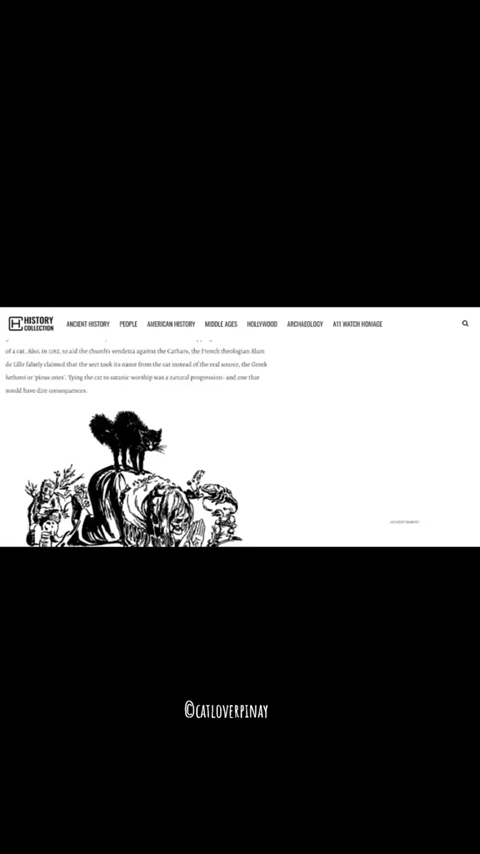 HISTORY
COLLECTION
ANCIENT HISTORY PEOPLE AMERICAN HISTORY MIDDLE AGES HOLLYWOOD ARCHAEOLOGY A11 WATCH HOMAGE
of a cat. Also, in 1182, to aid the church's vendetta against the Cathars, the French theologian Alain
de Lille falsely claimed that the sect took its name from the cat instead of the real source, the Greek
katharoi or 'pious ones'. Tying the cat to satanic worship was a natural progression- and one that
would have dire consequences.
ADVERTISEMENT
©CATLOVERPINAY